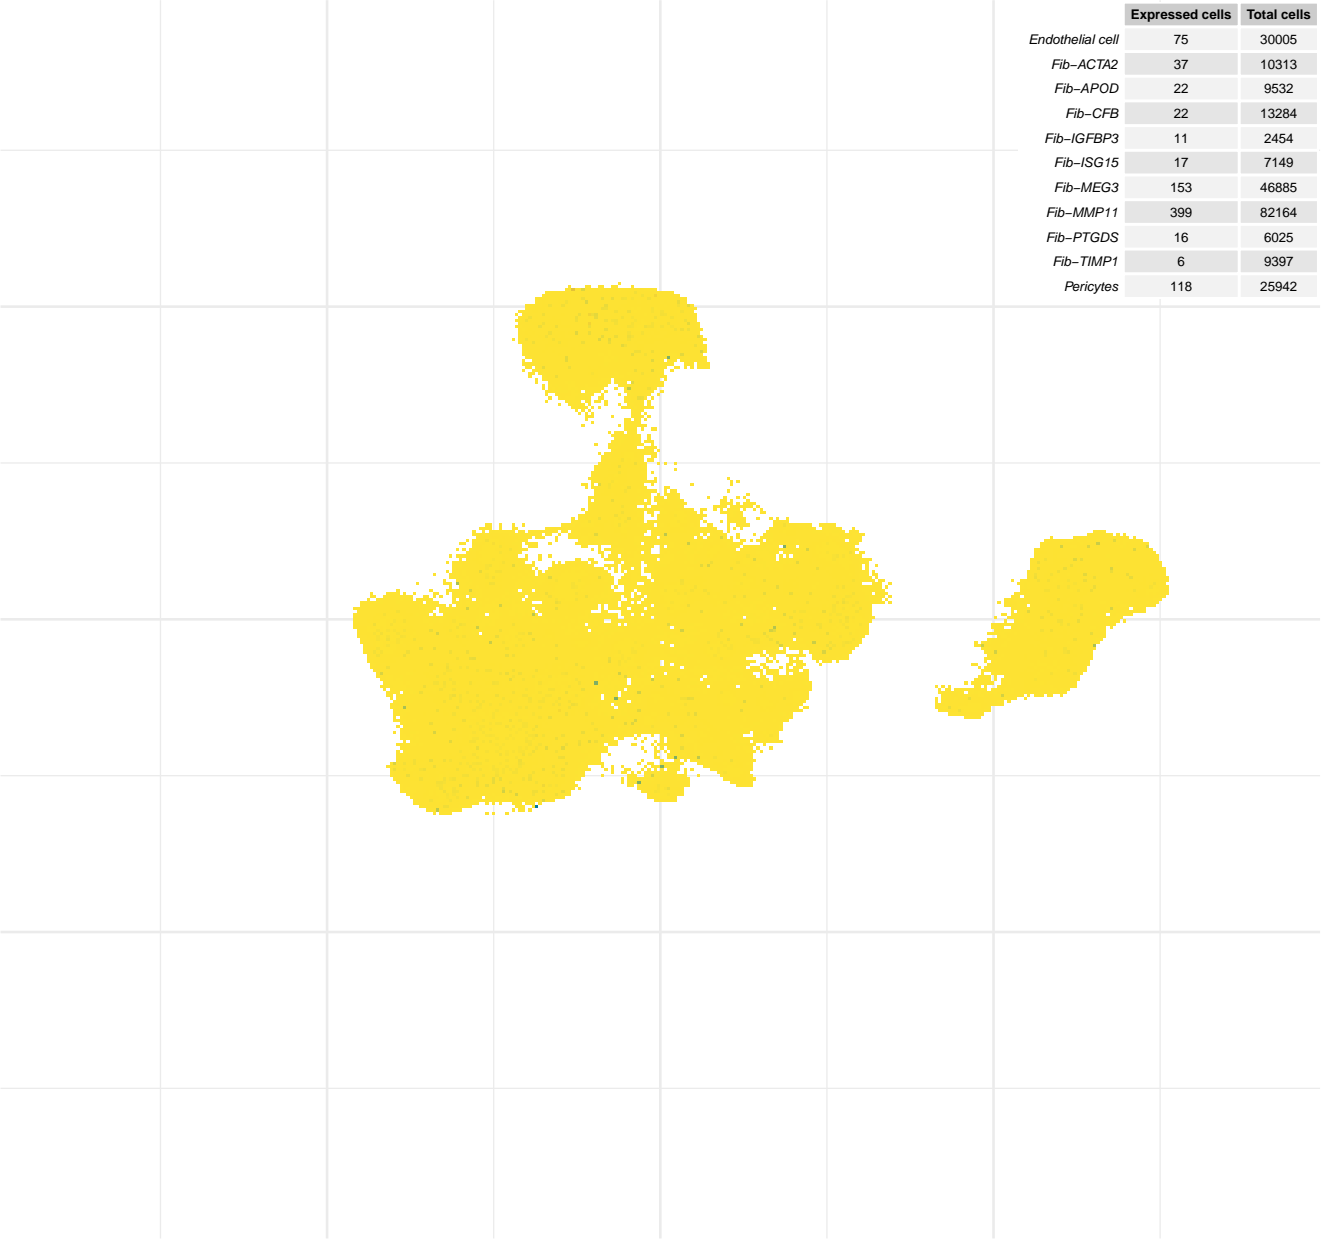 Expressed cells Total cells
Endothelial cell 75 30005
Fib−ACTA2 37 10313
Fib−APOD 22 9532
Fib−CFB 22 13284
Fib−IGFBP3 11 2454
Fib−ISG15 17 7149
Fib−MEG3 153 46885
Fib−MMP11 399 82164
Fib−PTGDS 16 6025
Fib−TIMP1 6 9397
Pericytes 118 25942